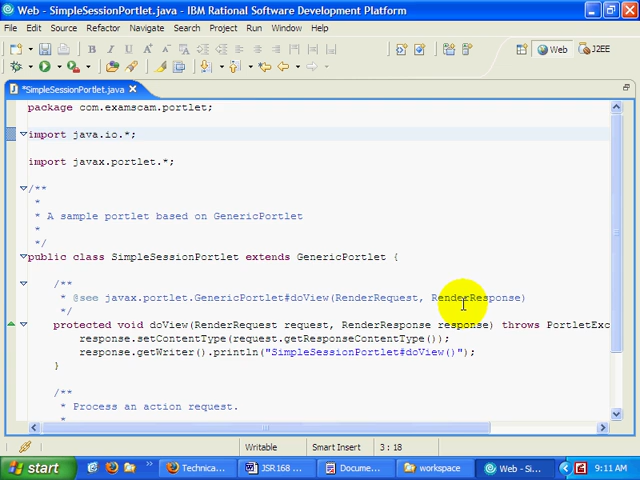 Web - SimpleSessionPortlet.java - IBM Rational Software Development Platform
File Edit Source Refactor Navigate Search Project Run Window Help
Web J2EE
*SimpleSessionPortlet.java
package com.examscam.portlet;
import java.io.*;
import javax.portlet.*;
/**
*
* A sample portlet based on GenericPortlet
*
*/
public class SimpleSessionPortlet extends GenericPortlet {
/**
* @see javax.portlet.GenericPortlet#doView(RenderRequest, RenderResponse)
*/
protected void doView(RenderRequest request, RenderResponse response) throws PortletExc
response.setContentType(request.getResponseContentType());
response.getWriter().println("SimpleSessionPortlet#doView()");
}
/**
* Process an action request.
*
Writable Smart Insert 3 : 18
start Technica... JSR168 ... Docume... workspace Web - Si... 9:11 AM